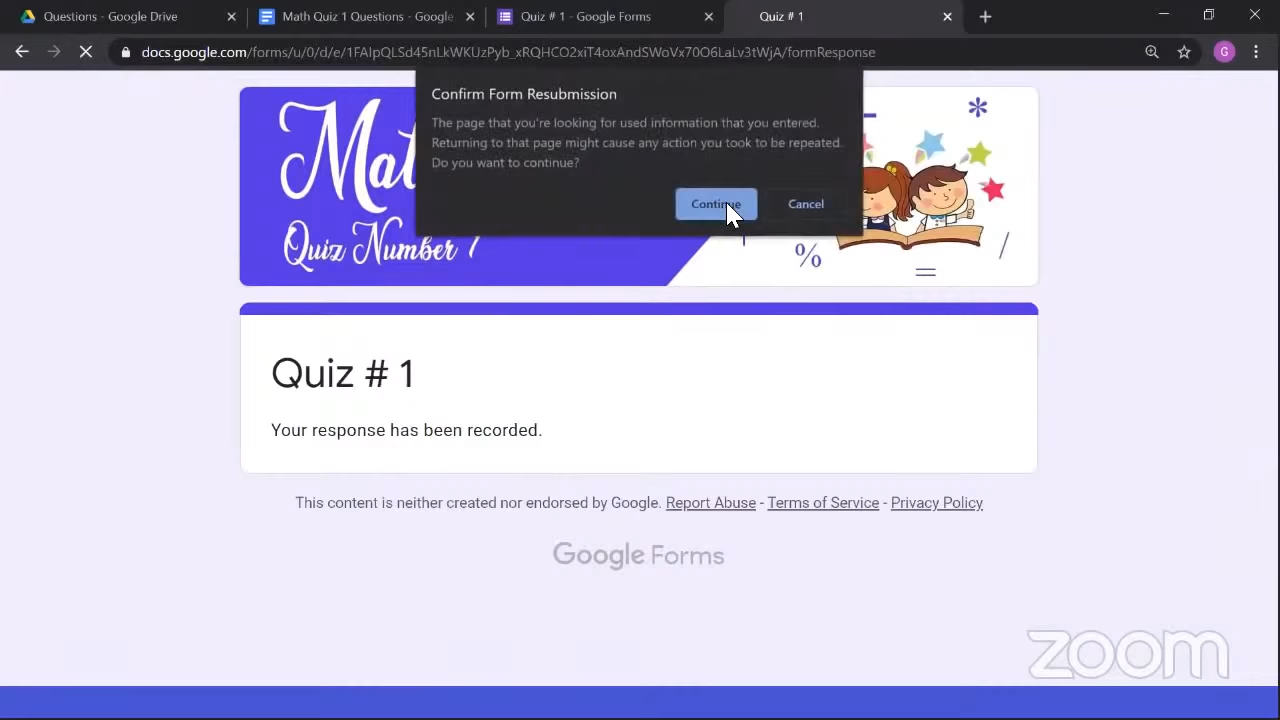 Questions - Google Drive
Math Quiz 1 Questions - Google
Quiz # 1 - Google Forms
Quiz # 1
docs.google.com/forms/u/0/d/e/1FAIpQLSd45nLkWKUzPyb_xRQHCO2xiT4oxAndSWoVx70O6LaLv3tWjA/formResponse
G
Confirm Form Resubmission
The page that you're looking for used information that you entered.
Returning to that page might cause any action you took to be repeated.
Do you want to continue?
Continue
Cancel
Mat
Quiz Number 1
*
%
=
/
Quiz # 1
Your response has been recorded.
This content is neither created nor endorsed by Google. Report Abuse - Terms of Service - Privacy Policy
Google Forms
zoom